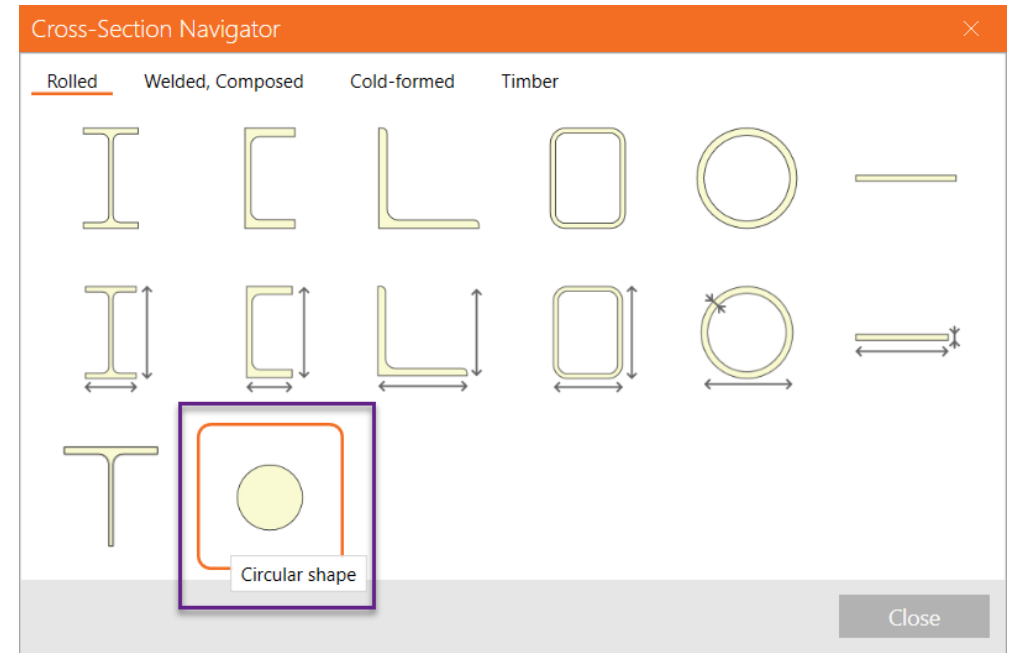 Cross-Section Navigator
Rolled Welded, Composed Cold-formed Timber
Circular shape
Close